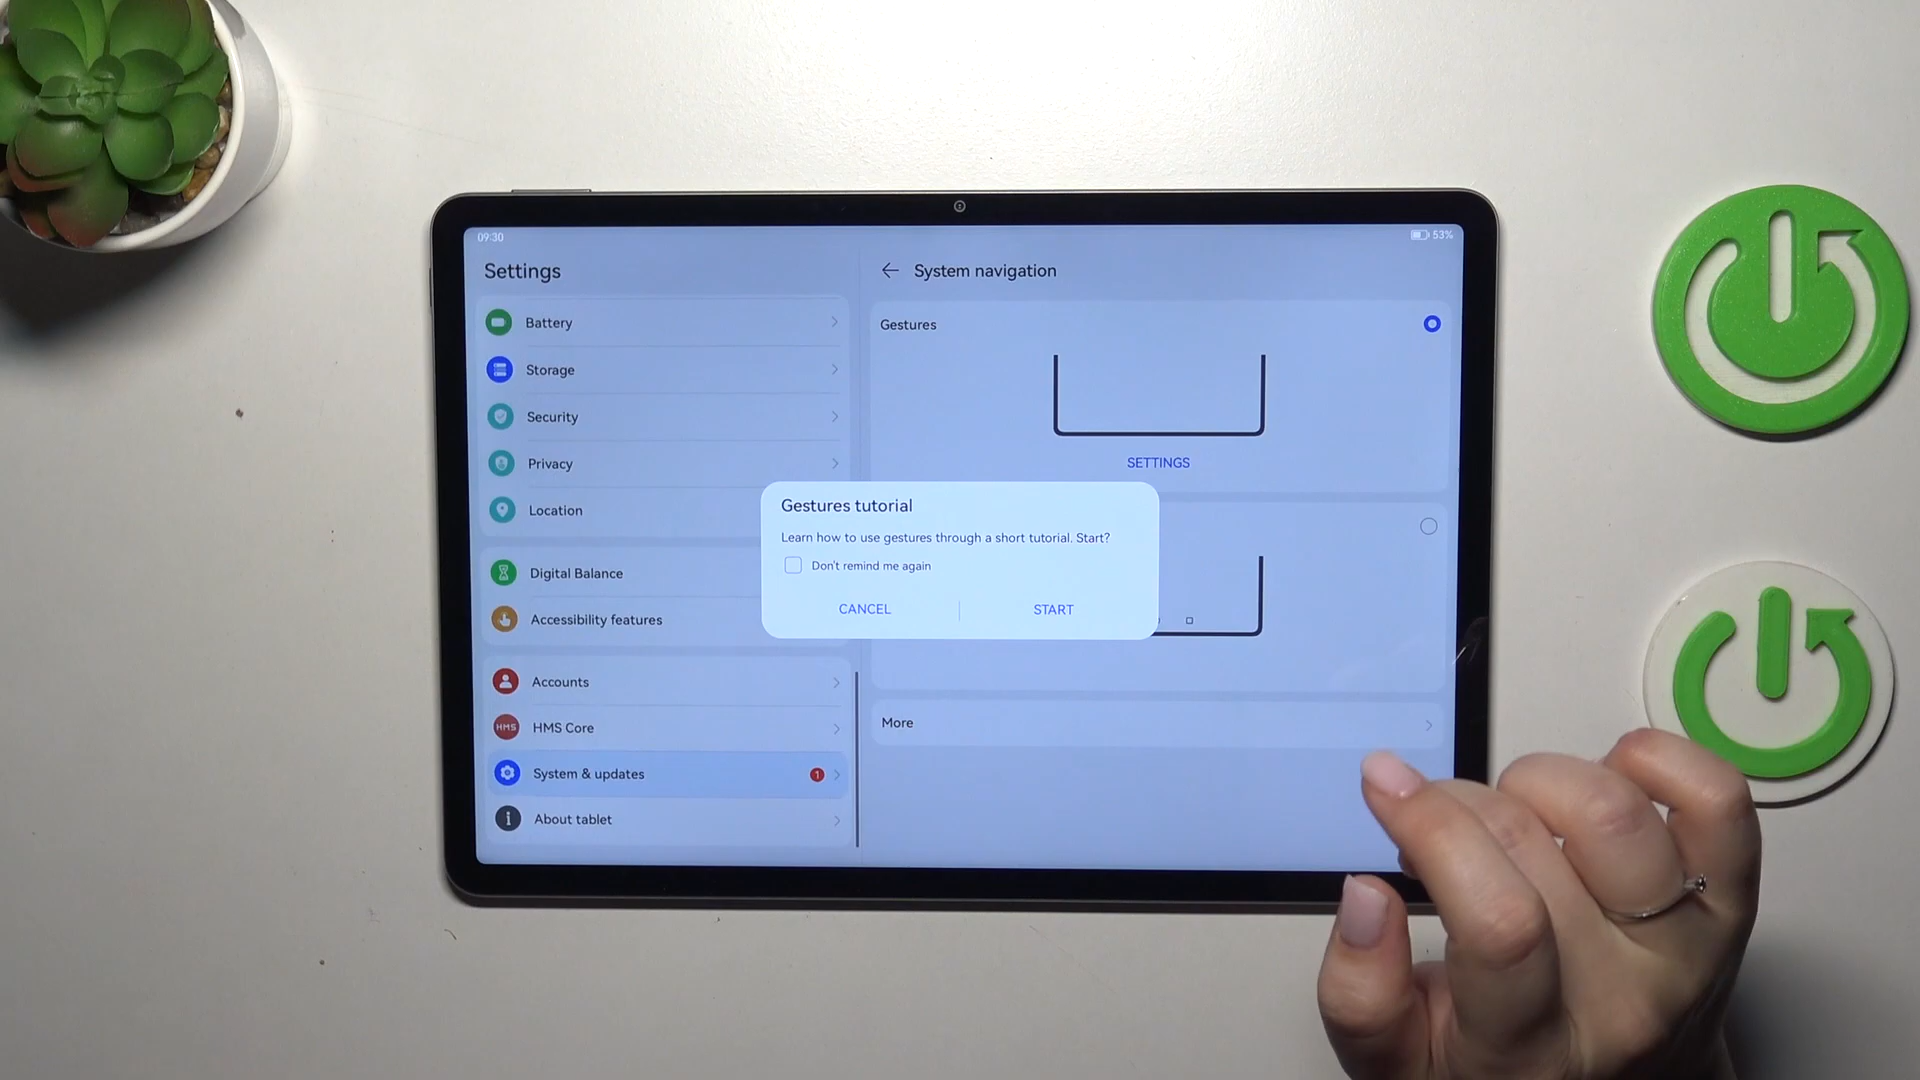 09:30
53%
Settings
Battery
Storage
Security
Privacy
Location
Digital Balance
Accessibility features
Accounts
HMS
HMS Core
System & updates
1
About tablet
System navigation
Gestures
SETTINGS
Gestures tutorial
Learn how to use gestures through a short tutorial. Start?
Don't remind me again
CANCEL
START
More